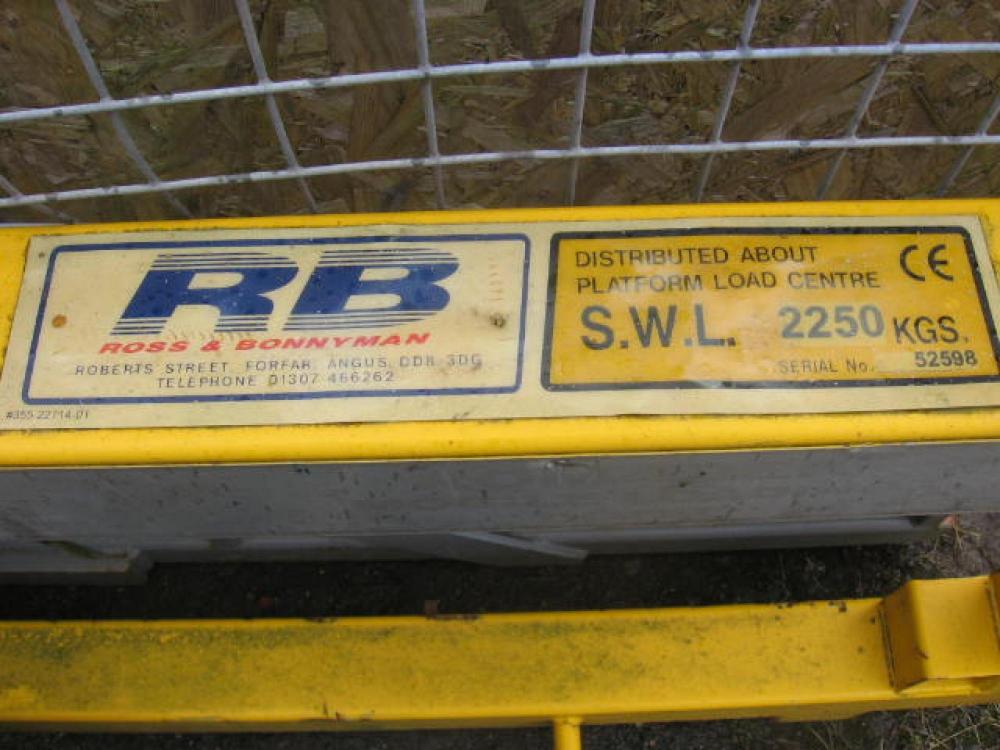 RB
ROSS & BONNYMAN
ROBERTS STREET, FORFAR, ANGUS, DD8 3DG
TELEPHONE 01307 466262
#355-22714-01
DISTRIBUTED ABOUT
PLATFORM LOAD CENTRE
CE
S.W.L. 2250 KGS.
SERIAL No. 52598